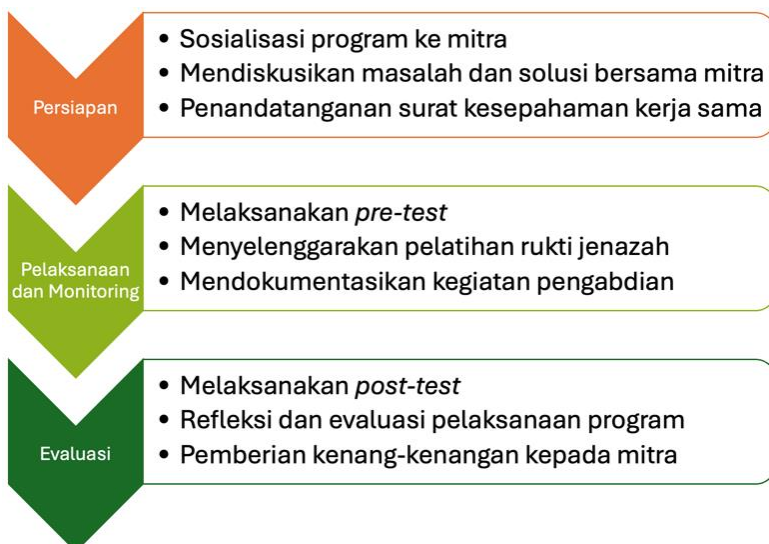 Persiapan
• Sosialisasi program ke mitra
• Mendiskusikan masalah dan solusi bersama mitra
• Penandatanganan surat kesepahaman kerja sama
Pelaksanaan
dan Monitoring
• Melaksanakan pre-test
• Menyelenggarakan pelatihan rukti jenazah
• Mendokumentasikan kegiatan pengabdian
Evaluasi
• Melaksanakan post-test
• Refleksi dan evaluasi pelaksanaan program
• Pemberian kenang-kenangan kepada mitra